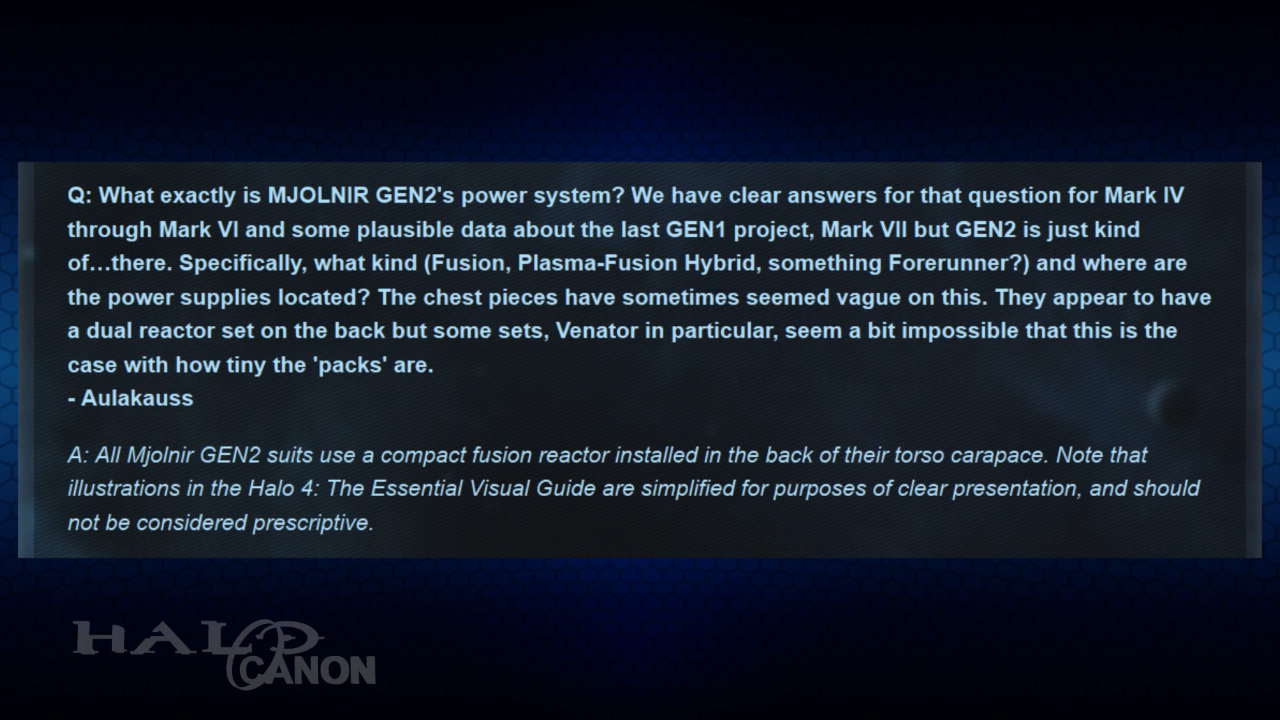 Q: What exactly is MJOLNIR GEN2's power system? We have clear answers for that question for Mark IV
through Mark VI and some plausible data about the last GEN1 project, Mark VII but GEN2 is just kind
of…there. Specifically, what kind (Fusion, Plasma-Fusion Hybrid, something Forerunner?) and where are
the power supplies located? The chest pieces have sometimes seemed vague on this. They appear to have
a dual reactor set on the back but some sets, Venator in particular, seem a bit impossible that this is the
case with how tiny the 'packs' are.
- Aulakauss
A: All Mjolnir GEN2 suits use a compact fusion reactor installed in the back of their torso carapace. Note that
illustrations in the Halo 4: The Essential Visual Guide are simplified for purposes of clear presentation, and should
not be considered prescriptive.
HALO
CANON